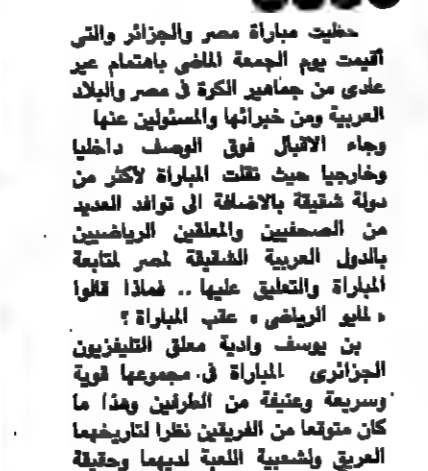 حظيت مباراة مصر والجزائر والتى
أقيمت يوم الجمعة الماضى باهتمام غير
عادى من جماهير الكرة فى مصر والبلاد
العربية ومن خبرائها والمسئولين عنها
وجاء الاقبال فوق الوصف داخليا
وخارجيا حيث نقلت المباراة لأكثر من
دولة شقيقة بالاضافة الى توافد العديد
من الصحفيين والمعلقين الرياضيين
بالدول العربية الشقيقة لمصر لمتابعة
المباراة والتعليق عليها .. فماذا قالوا
« لمايو الرياضى » عقب المباراة ؟
بن يوسف وادية معلق التليفزيون
الجزائرى المباراة فى مجموعها قوية
وسريعة وعنيفة من الطرفين وهذا ما
كان متوقعا من الفريقين نظرا لتاريخهما
العريق ولشعبية اللعبة لديهما وحقيقة